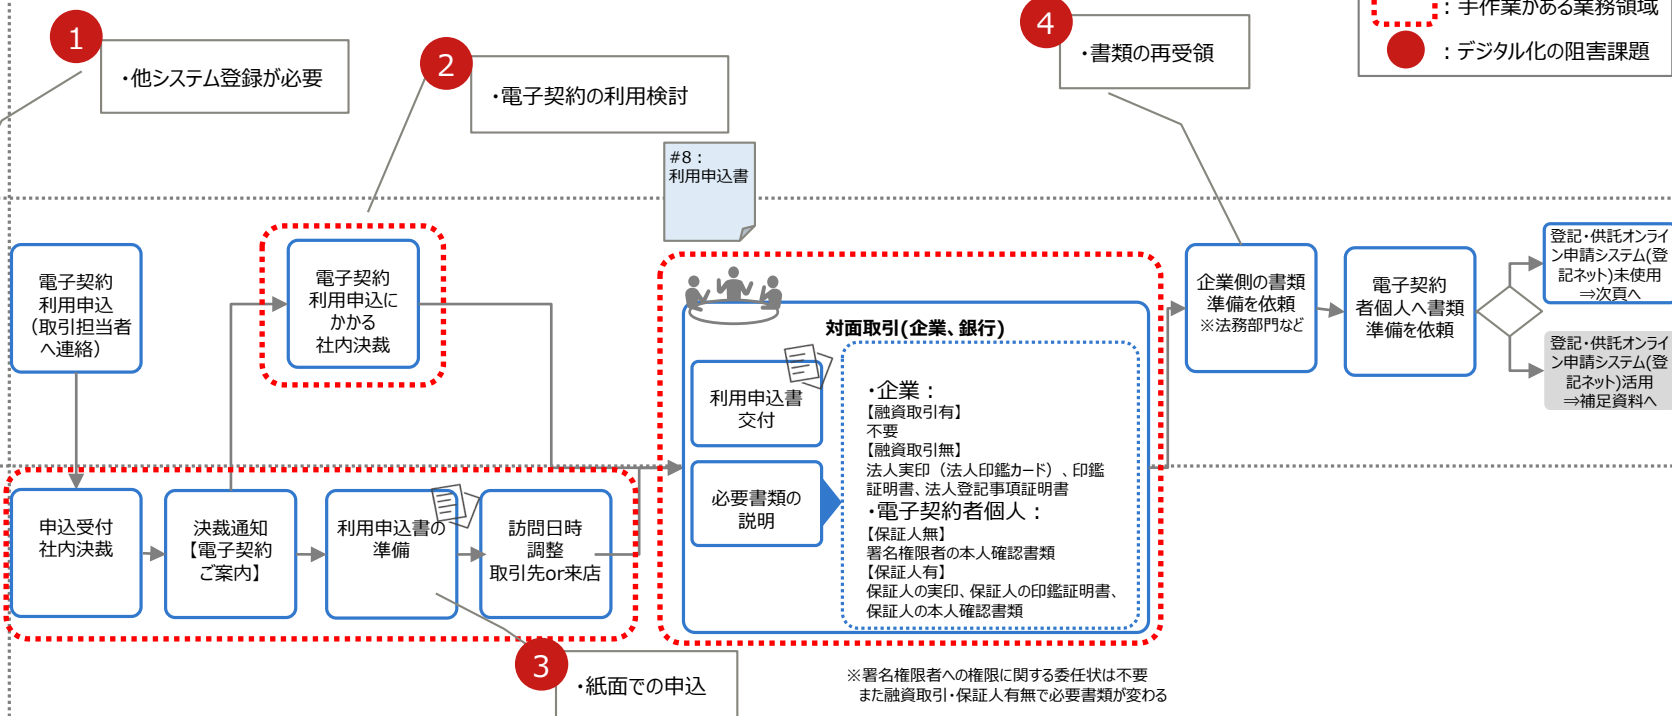 1
・他システム登録が必要
2
・電子契約の利用検討
4
・書類の再受領
：手作業がある業務領域
：デジタル化の阻害課題
#8：
利用申込書
電子契約
利用申込
（取引担当者
へ連絡）
電子契約
利用申込に
かかる
社内決裁
対面取引(企業、銀行)
利用申込書
交付
必要書類の
説明
・企業：
【融資取引有】
不要
【融資取引無】
法人実印（法人印鑑カード）、印鑑
証明書、法人登記事項証明書
・電子契約者個人：
【保証人無】
署名権限者の本人確認書類
【保証人有】
保証人の実印、保証人の印鑑証明書、
保証人の本人確認書類
企業側の書類
準備を依頼
※法務部門など
電子契約
者個人へ書類
準備を依頼
登記・供託オンライ
ン申請システム(登
記ネット)未使用
⇒次頁へ
登記・供託オンライ
ン申請システム(登
記ネット)活用
⇒補足資料へ
申込受付
社内決裁
決裁通知
【電子契約
ご案内】
利用申込書の
準備
訪問日時
調整
取引先or来店
3
・紙面での申込
※署名権限者への権限に関する委任状は不要
また融資取引・保証人有無で必要書類が変わる